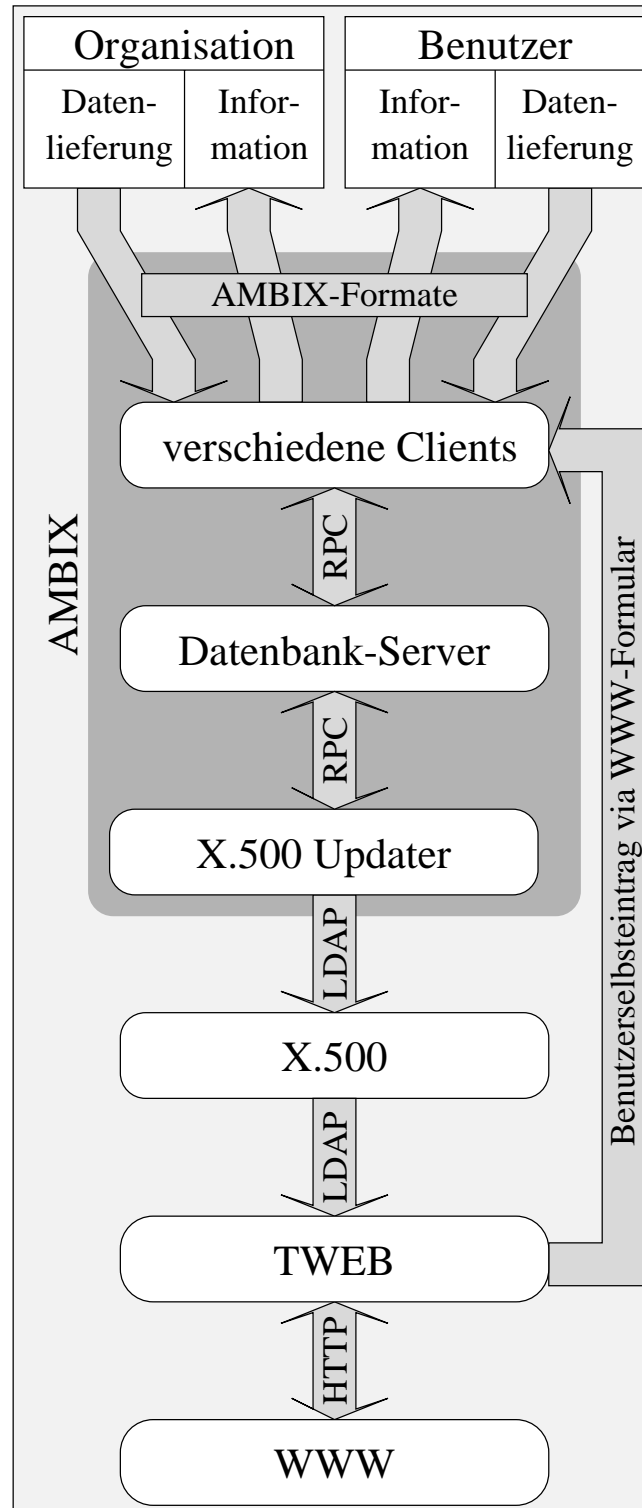 Organisation
Benutzer
Daten-
lieferung
Infor-
mation
Infor-
mation
Daten-
lieferung
AMBIX-Formate
verschiedene Clients
RPC
AMBIX
Datenbank-Server
RPC
X.500 Updater
LDAP
X.500
LDAP
TWEB
HTTP
WWW
Benutzerselbsteintrag via WWW-Formular